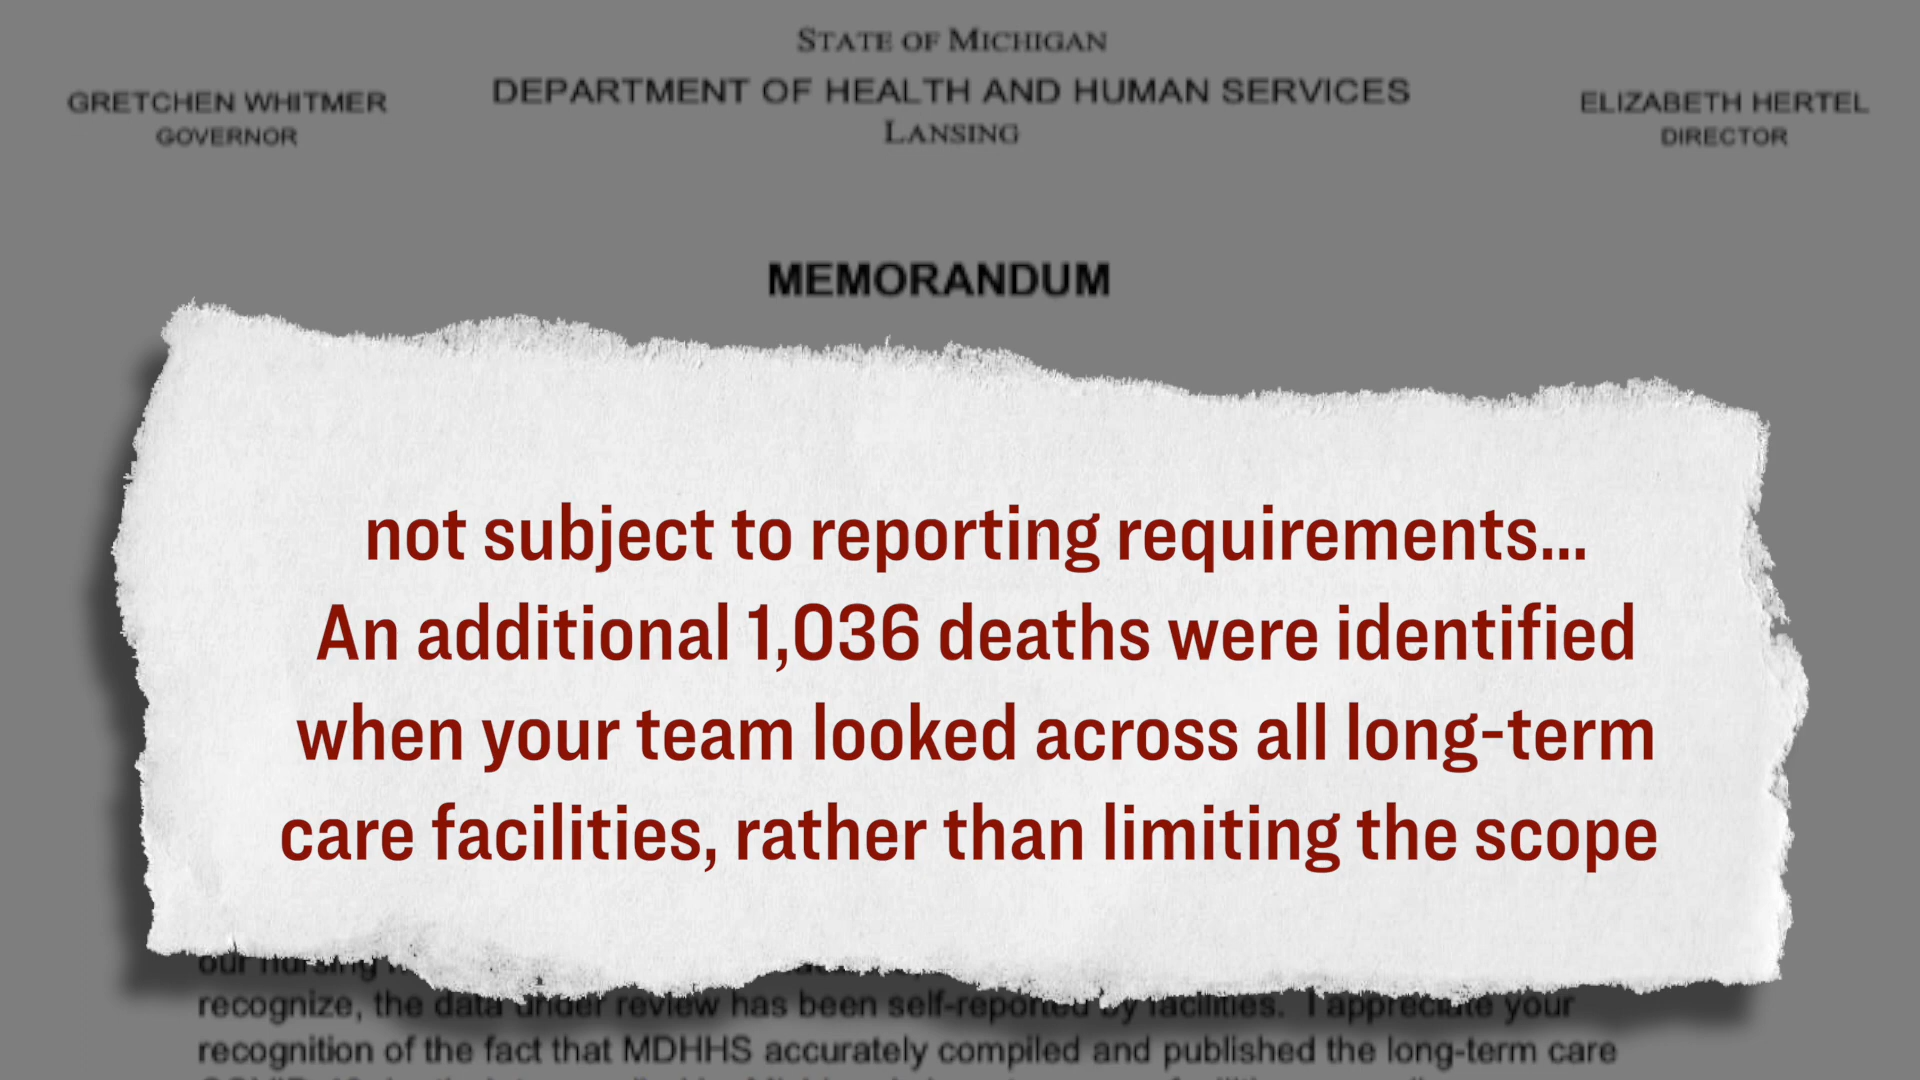 STATE OF MICHIGAN
GRETCHEN WHITMER
GOVERNOR
DEPARTMENT OF HEALTH AND HUMAN SERVICES
LANSING
ELIZABETH HERTEL
DIRECTOR
MEMORANDUM
not subject to reporting requirements...
An additional 1,036 deaths were identified
when your team looked across all long-term
care facilities, rather than limiting the scope
our nursing
recognize, the data under review has been self-reported by facilities. I appreciate your
recognition of the fact that MDHHS accurately compiled and published the long-term care